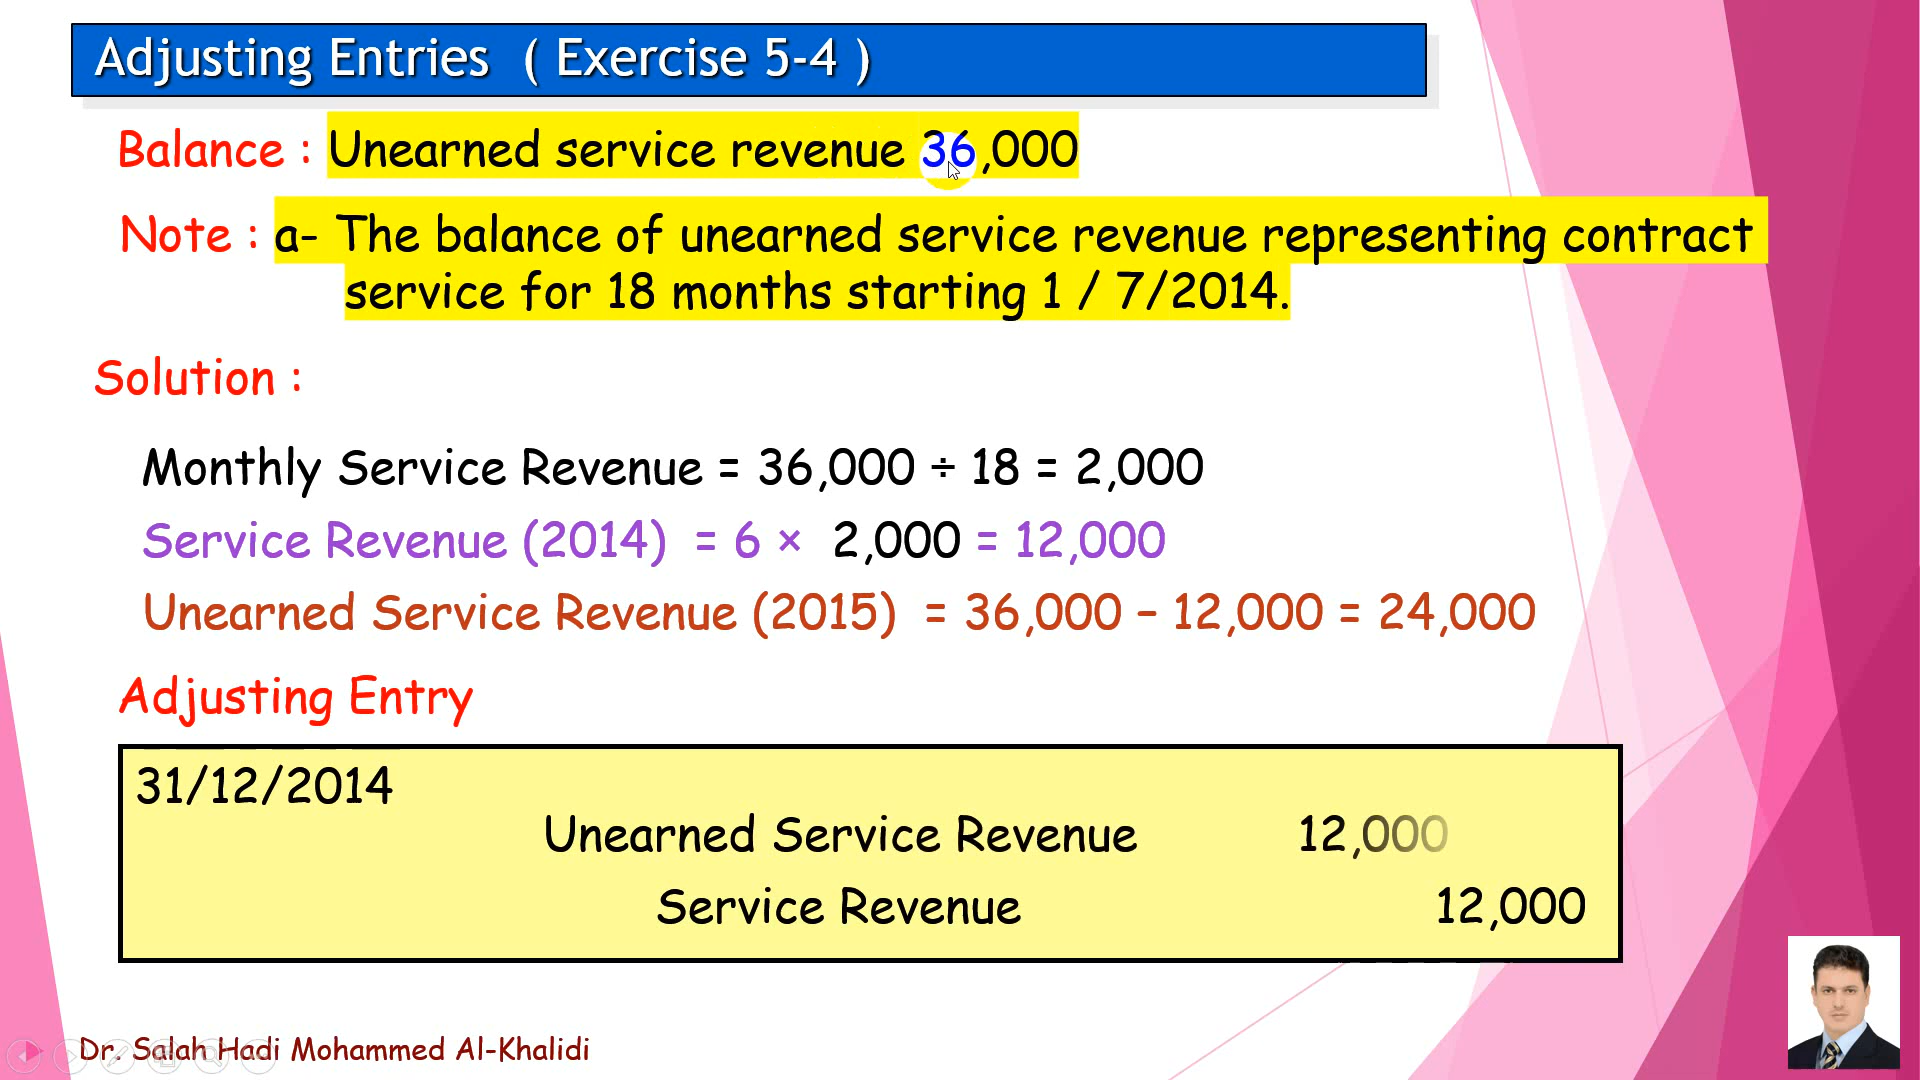 Adjusting Entries ( Exercise 5-4 )
Balance : Unearned service revenue 36,000
Note : a- The balance of unearned service revenue representing contract
service for 18 months starting 1 / 7/2014.
Solution :
Monthly Service Revenue = 36,000 ÷ 18 = 2,000
Service Revenue (2014) = 6 × 2,000 = 12,000
Unearned Service Revenue (2015) = 36,000 – 12,000 = 24,000
Adjusting Entry
31/12/2014
Unearned Service Revenue 12,000
Service Revenue 12,000
Dr. Salah Hadi Mohammed Al-Khalidi